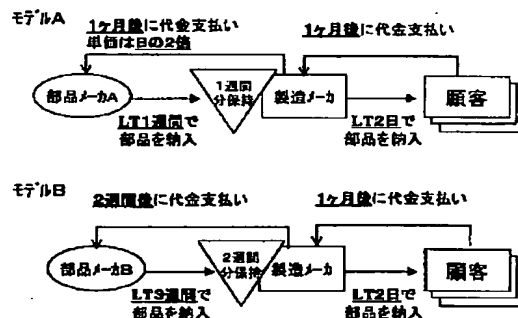 モデルA
1ヶ月後に代金支払い
単価はBの2倍
1ヶ月後に代金支払い
部品メーカA
1週間
分保持
製造メーカ
顧客
LT1週間で
部品を納入
LT2日で
部品を納入
モデルB
2週間後に代金支払い
1ヶ月後に代金支払い
部品メーカB
2週間
分保持
製造メーカ
顧客
LT3週間で
部品を納入
LT2日で
部品を納入